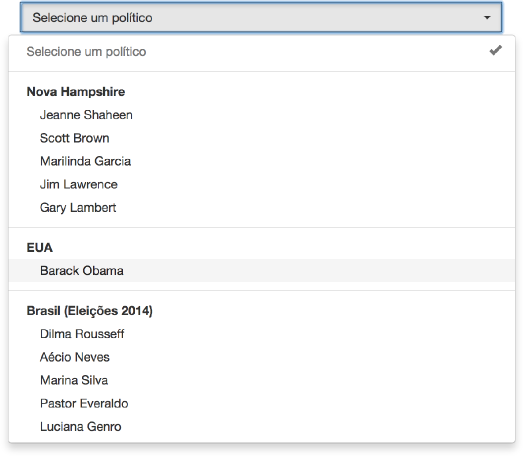 Selecione um político
Selecione um político
Nova Hampshire
Jeanne Shaheen
Scott Brown
Marilinda Garcia
Jim Lawrence
Gary Lambert
EUA
Barack Obama
Brasil (Eleições 2014)
Dilma Rousseff
Aécio Neves
Marina Silva
Pastor Everaldo
Luciana Genro